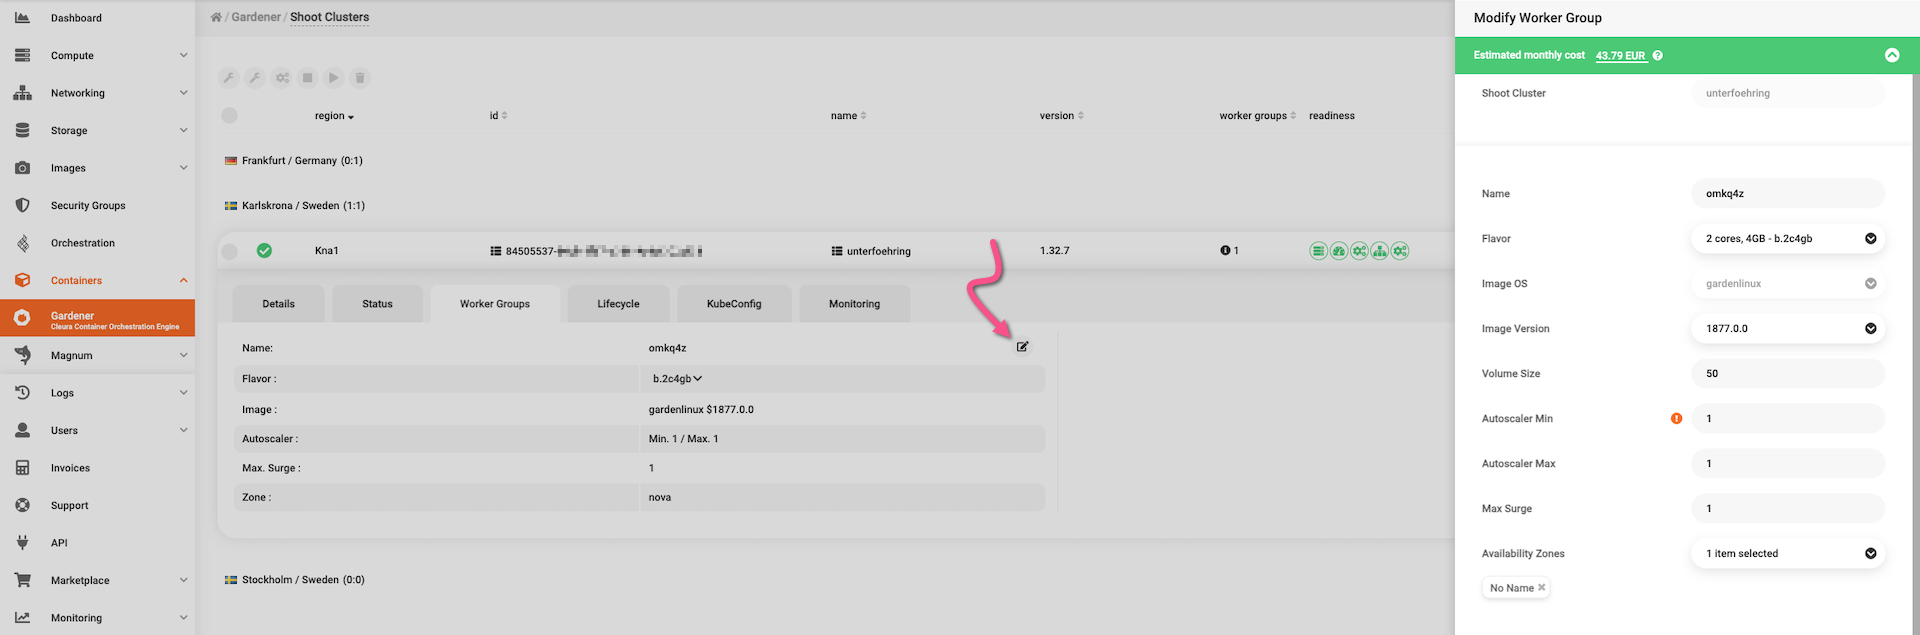 Dashboard
Compute
Networking
Storage
Images
Security Groups
Orchestration
Containers
Gardener
Cleura Container Orchestration Engine
Magnum
Logs
Users
Invoices
Support
API
Marketplace
Monitoring
/ Gardener / Shoot Clusters
region id name version worker groups readiness
Frankfurt / Germany (0:1)
Karlskrona / Sweden (1:1)
Kna1 84505537- unterfoehring 1.32.7 1
Details Status Worker Groups Lifecycle KubeConfig Monitoring
Name: omkq4z
Flavor : b.2c4gb
Image : gardenlinux $1877.0.0
Autoscaler : Min. 1 / Max. 1
Max. Surge : 1
Zone : nova
Stockholm / Sweden (0:0)
Modify Worker Group
Estimated monthly cost 43.79 EUR ?
Shoot Cluster unterfoehring
Name omkq4z
Flavor 2 cores, 4GB - b.2c4gb
Image OS gardenlinux
Image Version 1877.0.0
Volume Size 50
Autoscaler Min 1
Autoscaler Max 1
Max Surge 1
Availability Zones 1 item selected
No Name